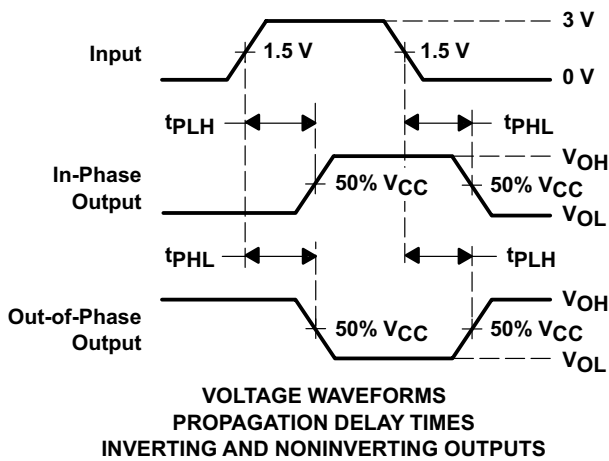 3 V
Input
1.5 V
1.5 V
0 V
tPLH
tPHL
VOH
In-Phase
Output
50% VCC
50% VCC
VOL
tPHL
tPLH
VOH
Out-of-Phase
Output
50% VCC
50% VCC
VOL
VOLTAGE WAVEFORMS
PROPAGATION DELAY TIMES
INVERTING AND NONINVERTING OUTPUTS